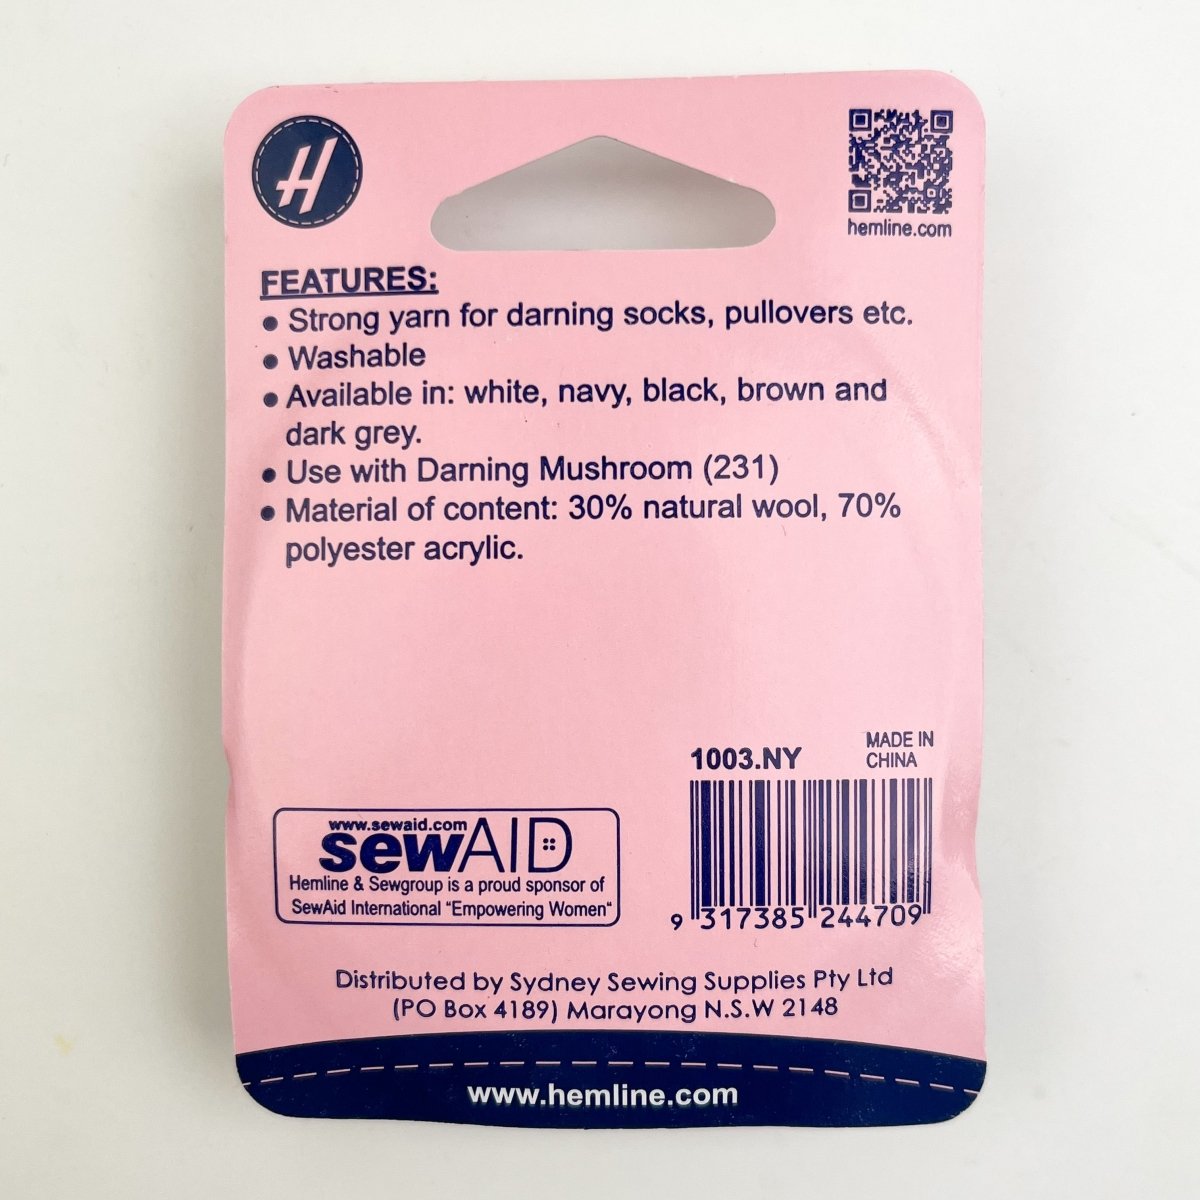 H
hemline.com
FEATURES:
• Strong yarn for darning socks, pullovers etc.
• Washable
• Available in: white, navy, black, brown and
dark grey.
• Use with Darning Mushroom (231)
• Material of content: 30% natural wool, 70%
polyester acrylic.
1003.NY
MADE IN
CHINA
www.sewaid.com
sewAID
Hemline & Sewgroup is a proud sponsor of
SewAid International "Empowering Women"
9 317385 244709
Distributed by Sydney Sewing Supplies Pty Ltd
(PO Box 4189) Marayong N.S.W 2148
www.hemline.com